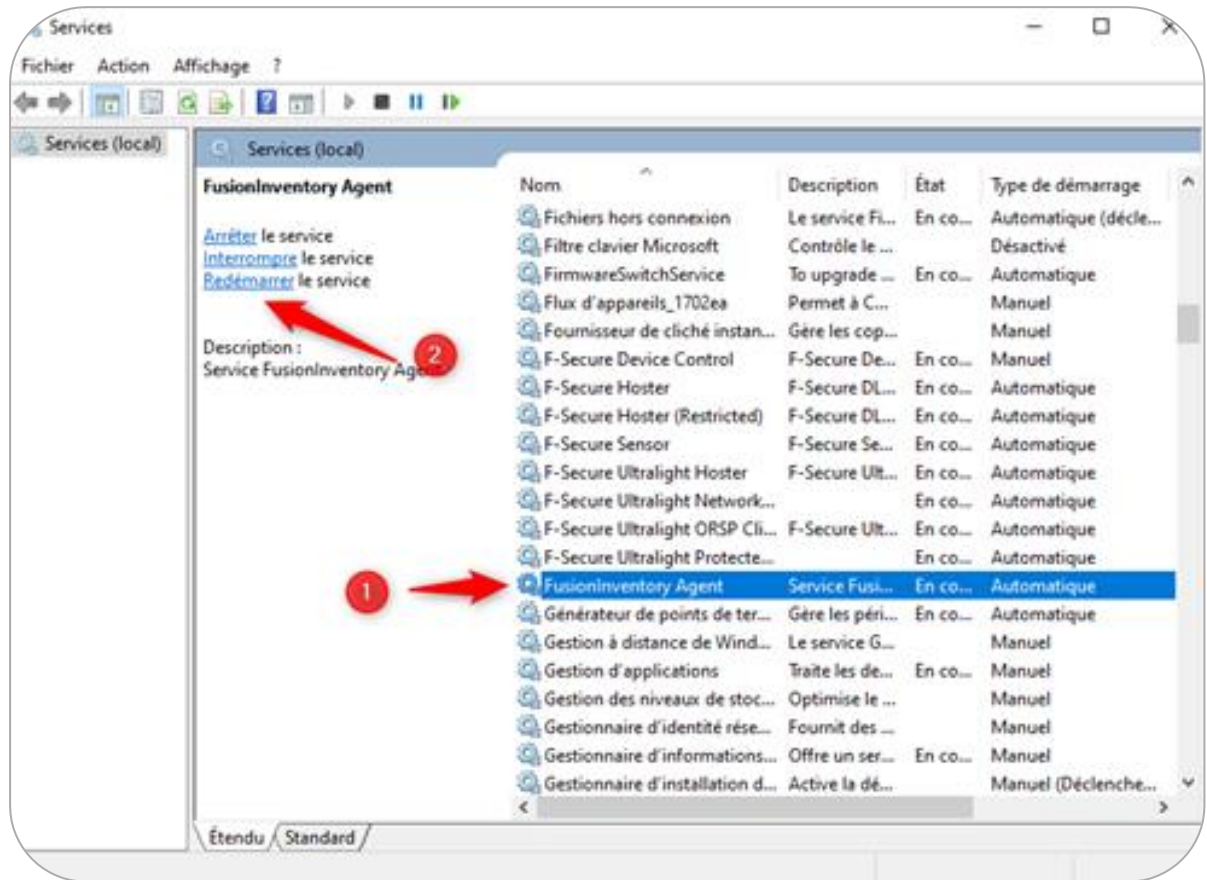 Services
Fichier Action Affichage ?
Services (local)
Services (local)
FusionInventory Agent
Arrêter le service
Interrompre le service
Redémarrer le service
2
Description :
Service FusionInventory Agent
Nom Description État Type de démarrage
Fichiers hors connexion Le service Fi... En co... Automatique (décle...
Filtre clavier Microsoft Contrôle le ... Désactivé
FirmwareSwitchService To upgrade ... En co... Automatique
Flux d'appareils_1702ea Permet à C... Manuel
Fournisseur de cliché instan... Gère les cop... Manuel
F-Secure Device Control F-Secure De... En co... Manuel
F-Secure Hoster F-Secure DL... En co... Automatique
F-Secure Hoster (Restricted) F-Secure DL... En co... Automatique
F-Secure Sensor F-Secure Se... En co... Automatique
F-Secure Ultralight Hoster F-Secure Ult... En co... Automatique
F-Secure Ultralight Network... En co... Automatique
F-Secure Ultralight ORSP Cli... F-Secure Ult... En co... Automatique
F-Secure Ultralight Protecte... En co... Automatique
1
FusionInventory Agent Service Fusi... En co... Automatique
Générateur de points de ter... Gère les péri... En co... Automatique
Gestion à distance de Wind... Le service G... Manuel
Gestion d'applications Traite les de... En co... Manuel
Gestion des niveaux de stoc... Optimise le ... Manuel
Gestionnaire d'identité rése... Fournit des ... Manuel
Gestionnaire d'informations... Offre un ser... En co... Manuel
Gestionnaire d'installation d... Active la dé... Manuel (Déclenche...
Étendu Standard